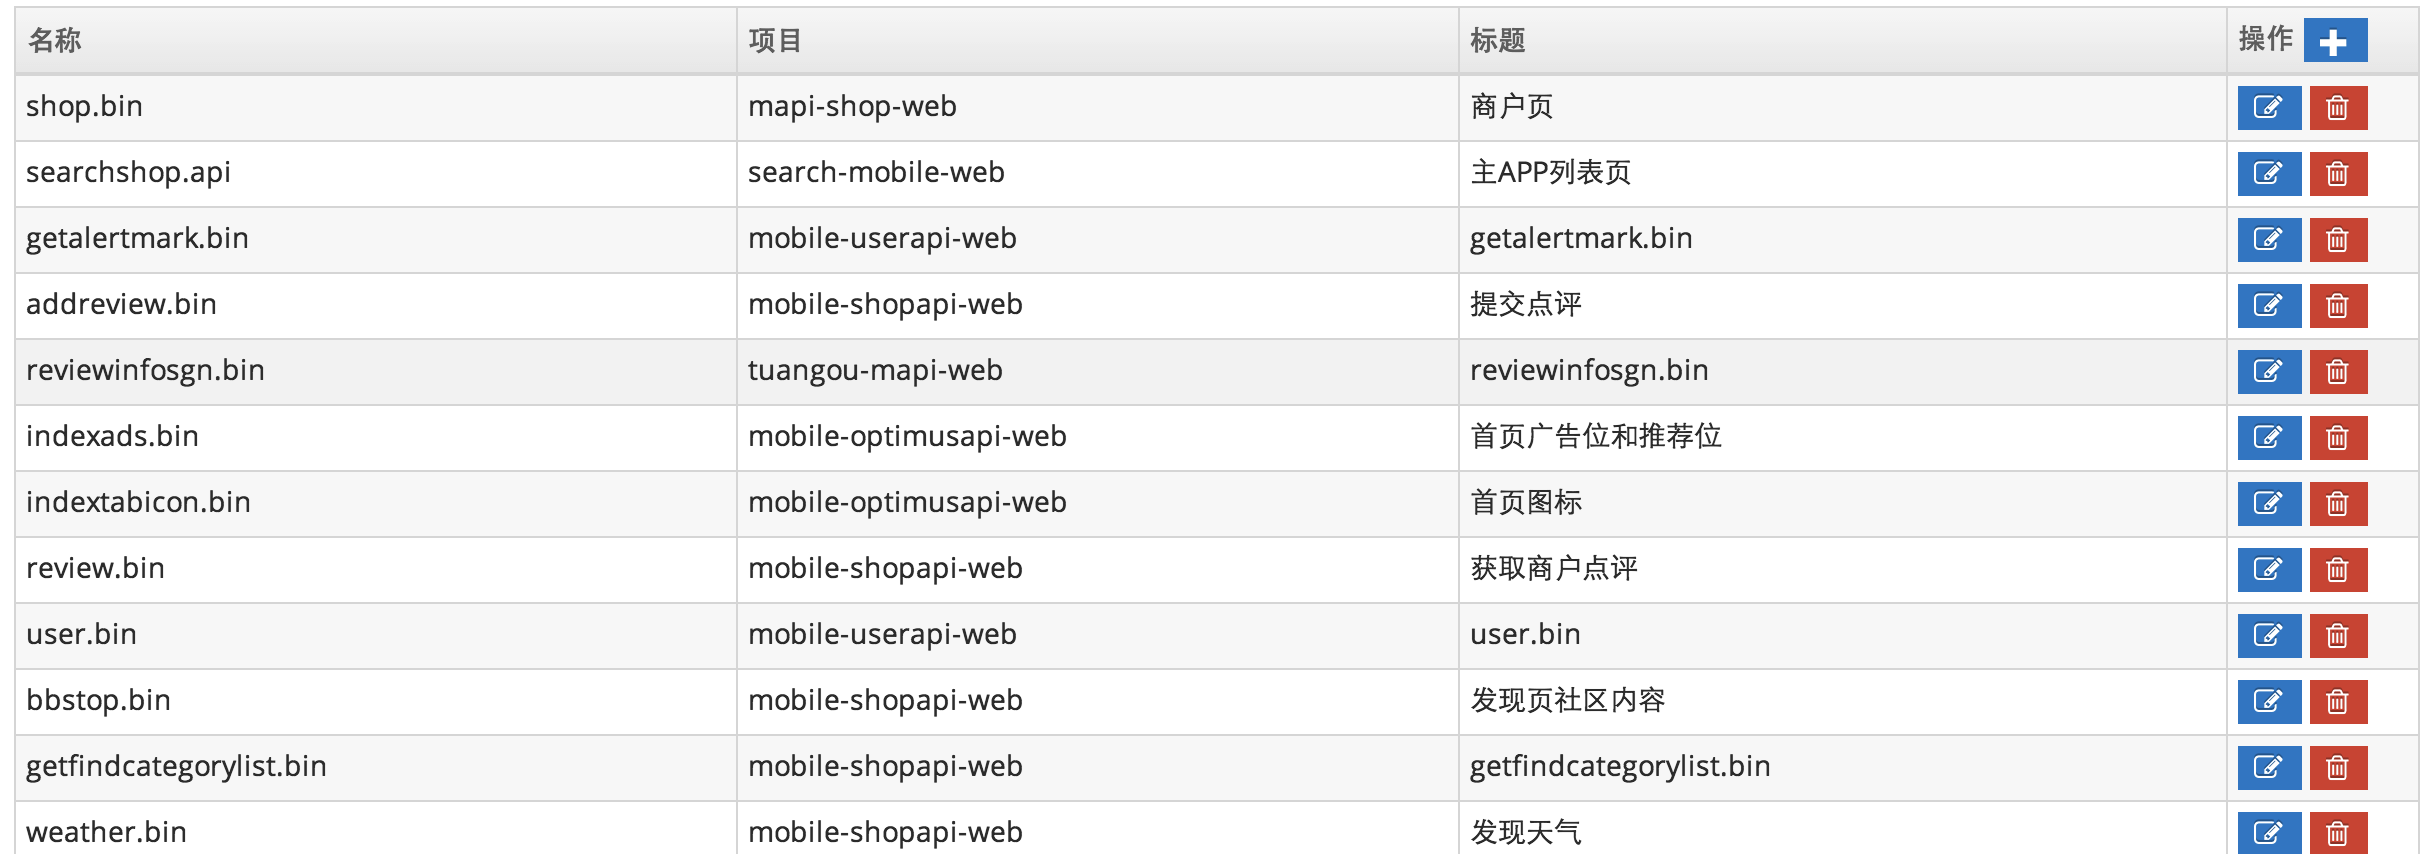 名称 项目 标题 操作
shop.bin mapi-shop-web 商户页
searchshop.api search-mobile-web 主APP列表页
getalertmark.bin mobile-userapi-web getalertmark.bin
addreview.bin mobile-shopapi-web 提交点评
reviewinfosgn.bin tuangou-mapi-web reviewinfosgn.bin
indexads.bin mobile-optimusapi-web 首页广告位和推荐位
indextabicon.bin mobile-optimusapi-web 首页图标
review.bin mobile-shopapi-web 获取商户点评
user.bin mobile-userapi-web user.bin
bbstop.bin mobile-shopapi-web 发现页社区内容
getfindcategorylist.bin mobile-shopapi-web getfindcategorylist.bin
weather.bin mobile-shopapi-web 发现天气